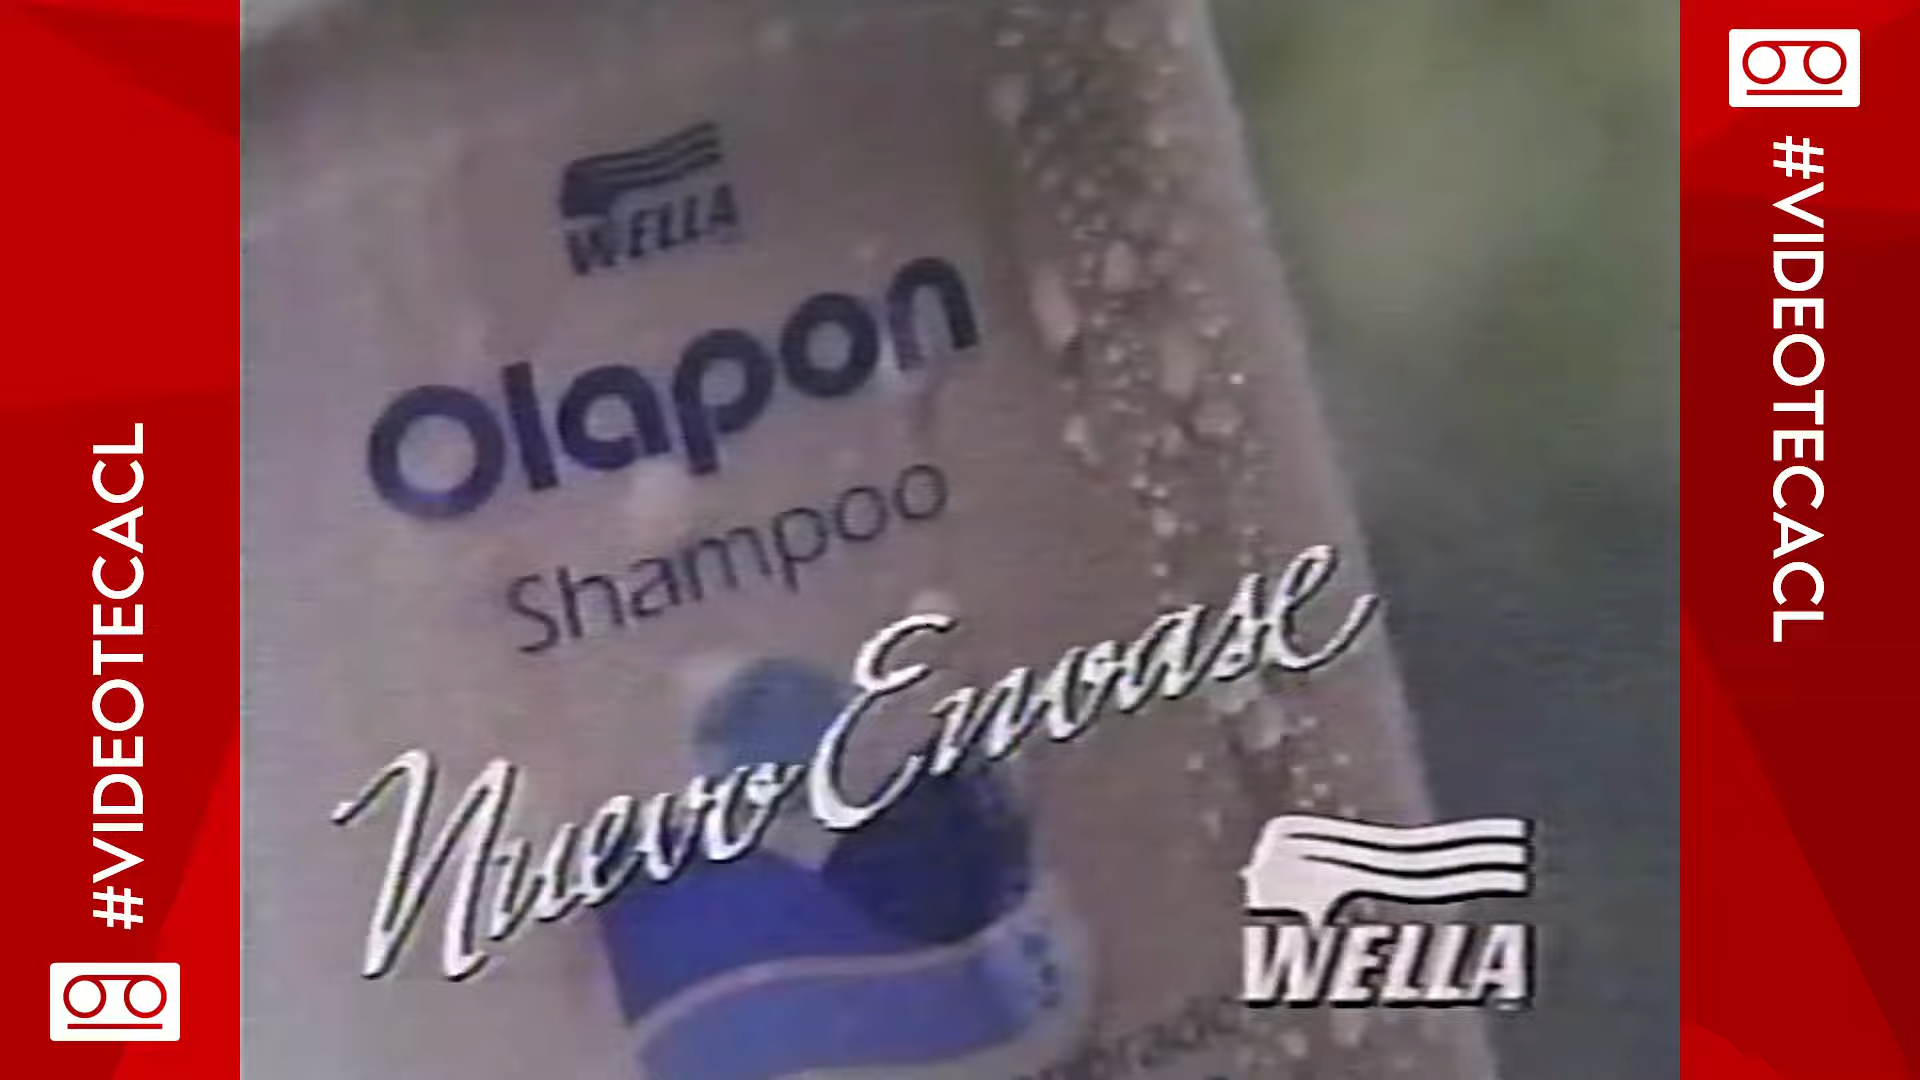 #VIDEOTECACL
WELLA
Olapon
Shampoo
Nuevo Envase
WELLA
#VIDEOTECACL